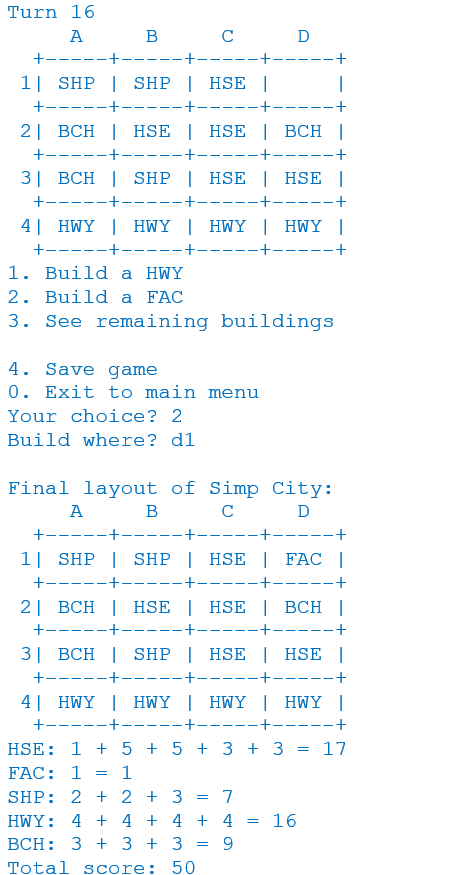 Turn 16
     A     B     C     D
  +-----+-----+-----+-----+
 1| SHP | SHP | HSE |     |
  +-----+-----+-----+-----+
 2| BCH | HSE | HSE | BCH |
  +-----+-----+-----+-----+
 3| BCH | SHP | HSE | HSE |
  +-----+-----+-----+-----+
 4| HWY | HWY | HWY | HWY |
  +-----+-----+-----+-----+
1. Build a HWY
2. Build a FAC
3. See remaining buildings

4. Save game
0. Exit to main menu
Your choice? 2
Build where? d1

Final layout of Simp City:
     A     B     C     D
  +-----+-----+-----+-----+
 1| SHP | SHP | HSE | FAC |
  +-----+-----+-----+-----+
 2| BCH | HSE | HSE | BCH |
  +-----+-----+-----+-----+
 3| BCH | SHP | HSE | HSE |
  +-----+-----+-----+-----+
 4| HWY | HWY | HWY | HWY |
  +-----+-----+-----+-----+
HSE: 1 + 5 + 5 + 3 + 3 = 17
FAC: 1 = 1
SHP: 2 + 2 + 3 = 7
HWY: 4 + 4 + 4 + 4 = 16
BCH: 3 + 3 + 3 = 9
Total score: 50